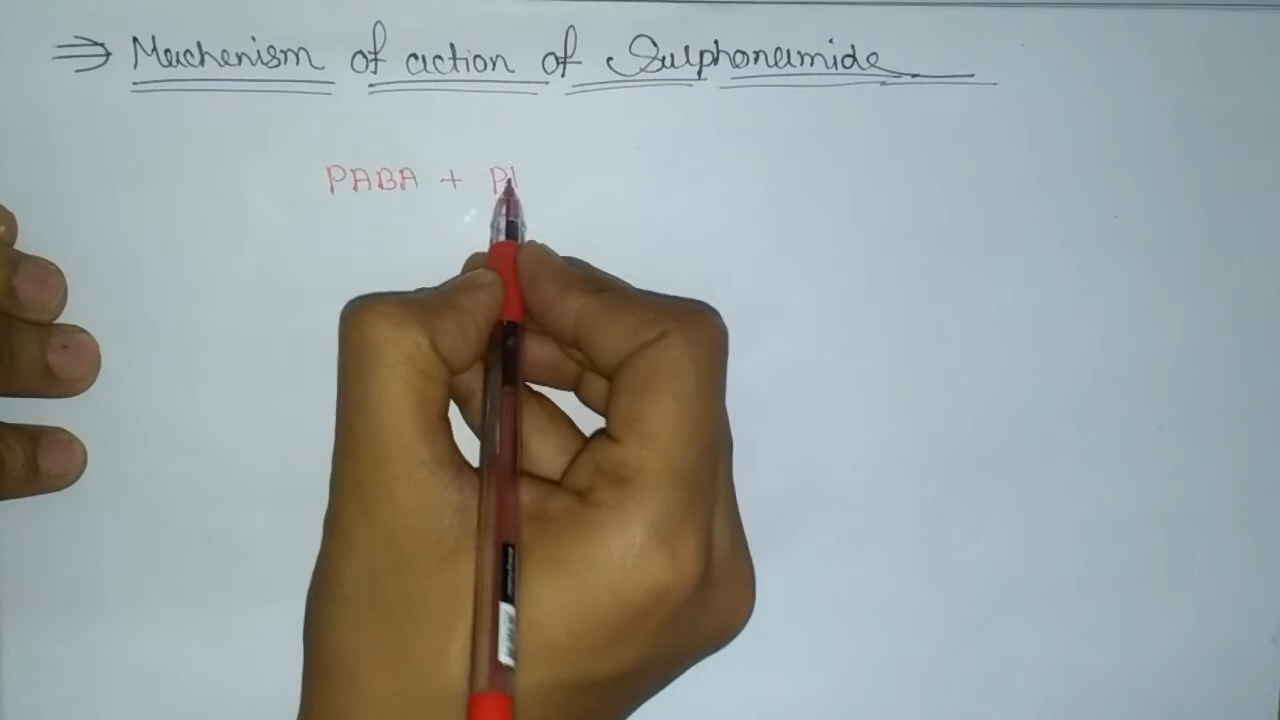 ⇒ Mechenism of action of Sulphonamide
PABA + P